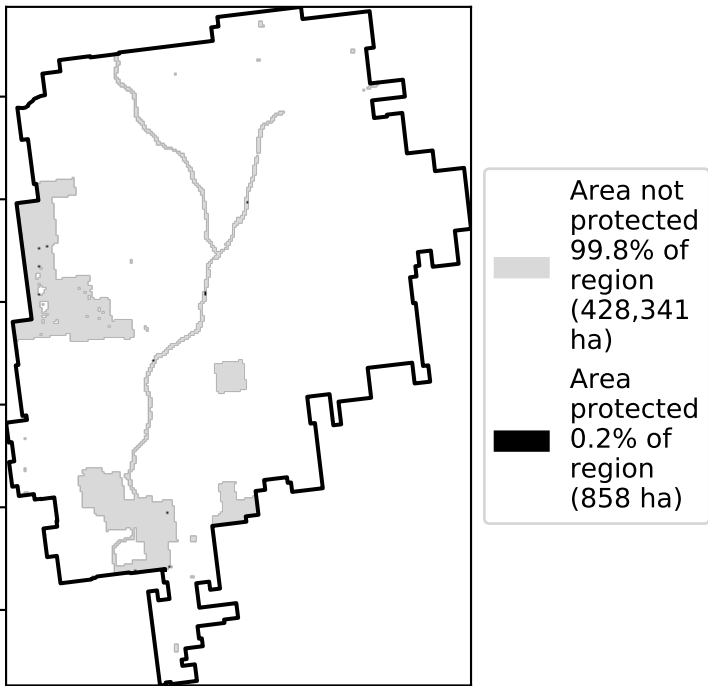 Area not
protected
99.8% of
region
(428,341
ha)
Area
protected
0.2% of
region
(858 ha)